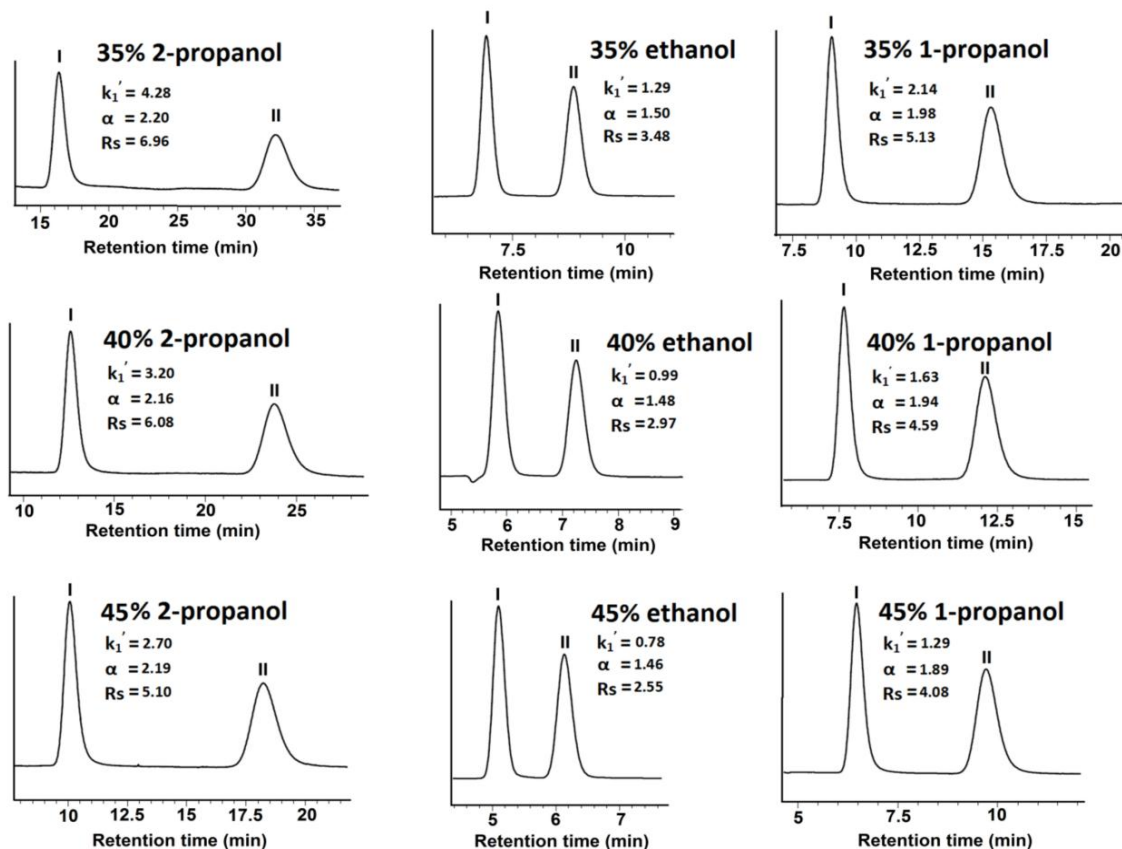 I
35% 2-propanol
k₁′ = 4.28
α = 2.20
Rs = 6.96
II
15 20 25 30 35
Retention time (min)
I
35% ethanol
k₁′ = 1.29
α = 1.50
Rs = 3.48
II
7.5 10
Retention time (min)
I
35% 1-propanol
k₁′ = 2.14
α = 1.98
Rs = 5.13
II
7.5 10 12.5 15 17.5 20
Retention time (min)
I
40% 2-propanol
k₁′ = 3.20
α = 2.16
Rs = 6.08
II
10 15 20 25
Retention time (min)
I
40% ethanol
k₁′ = 0.99
α = 1.48
Rs = 2.97
II
5 6 7 8 9
Retention time (min)
I
40% 1-propanol
k₁′ = 1.63
α = 1.94
Rs = 4.59
II
7.5 10 12.5 15
Retention time (min)
I
45% 2-propanol
k₁′ = 2.70
α = 2.19
Rs = 5.10
II
10 12.5 15 17.5 20
Retention time (min)
I
45% ethanol
k₁′ = 0.78
α = 1.46
Rs = 2.55
II
5 6 7
Retention time (min)
I
45% 1-propanol
k₁′ = 1.29
α = 1.89
Rs = 4.08
II
5 7.5 10
Retention time (min)